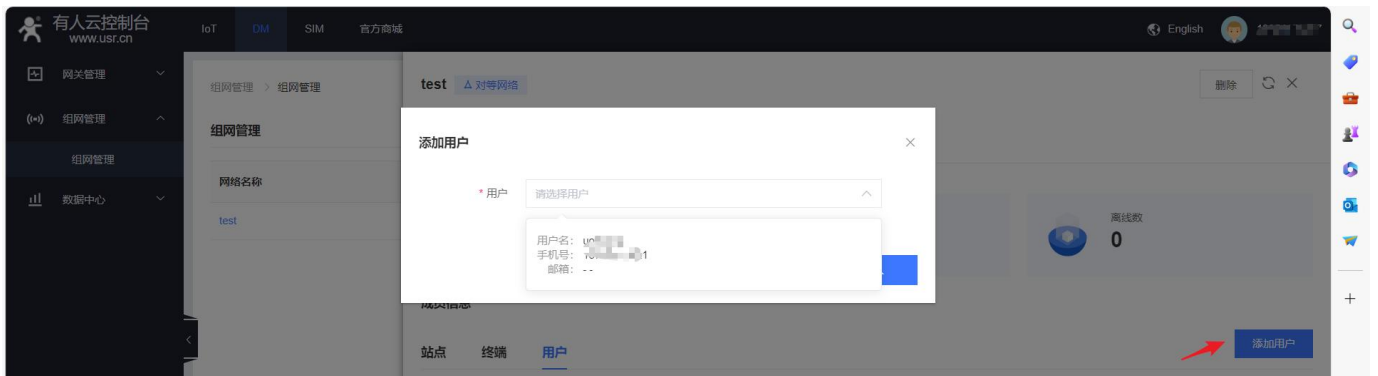 有人云控制台
www.usr.cn
IoT DM SIM 官方商城
English
网关管理
组网管理
组网管理
数据中心
组网管理 > 组网管理
组网管理
网络名称
test
test 对等网络
删除
添加用户
* 用户 请选择用户
用户名：
手机号：
邮箱： - -
离线数
0
成员信息
站点 终端 用户
添加用户